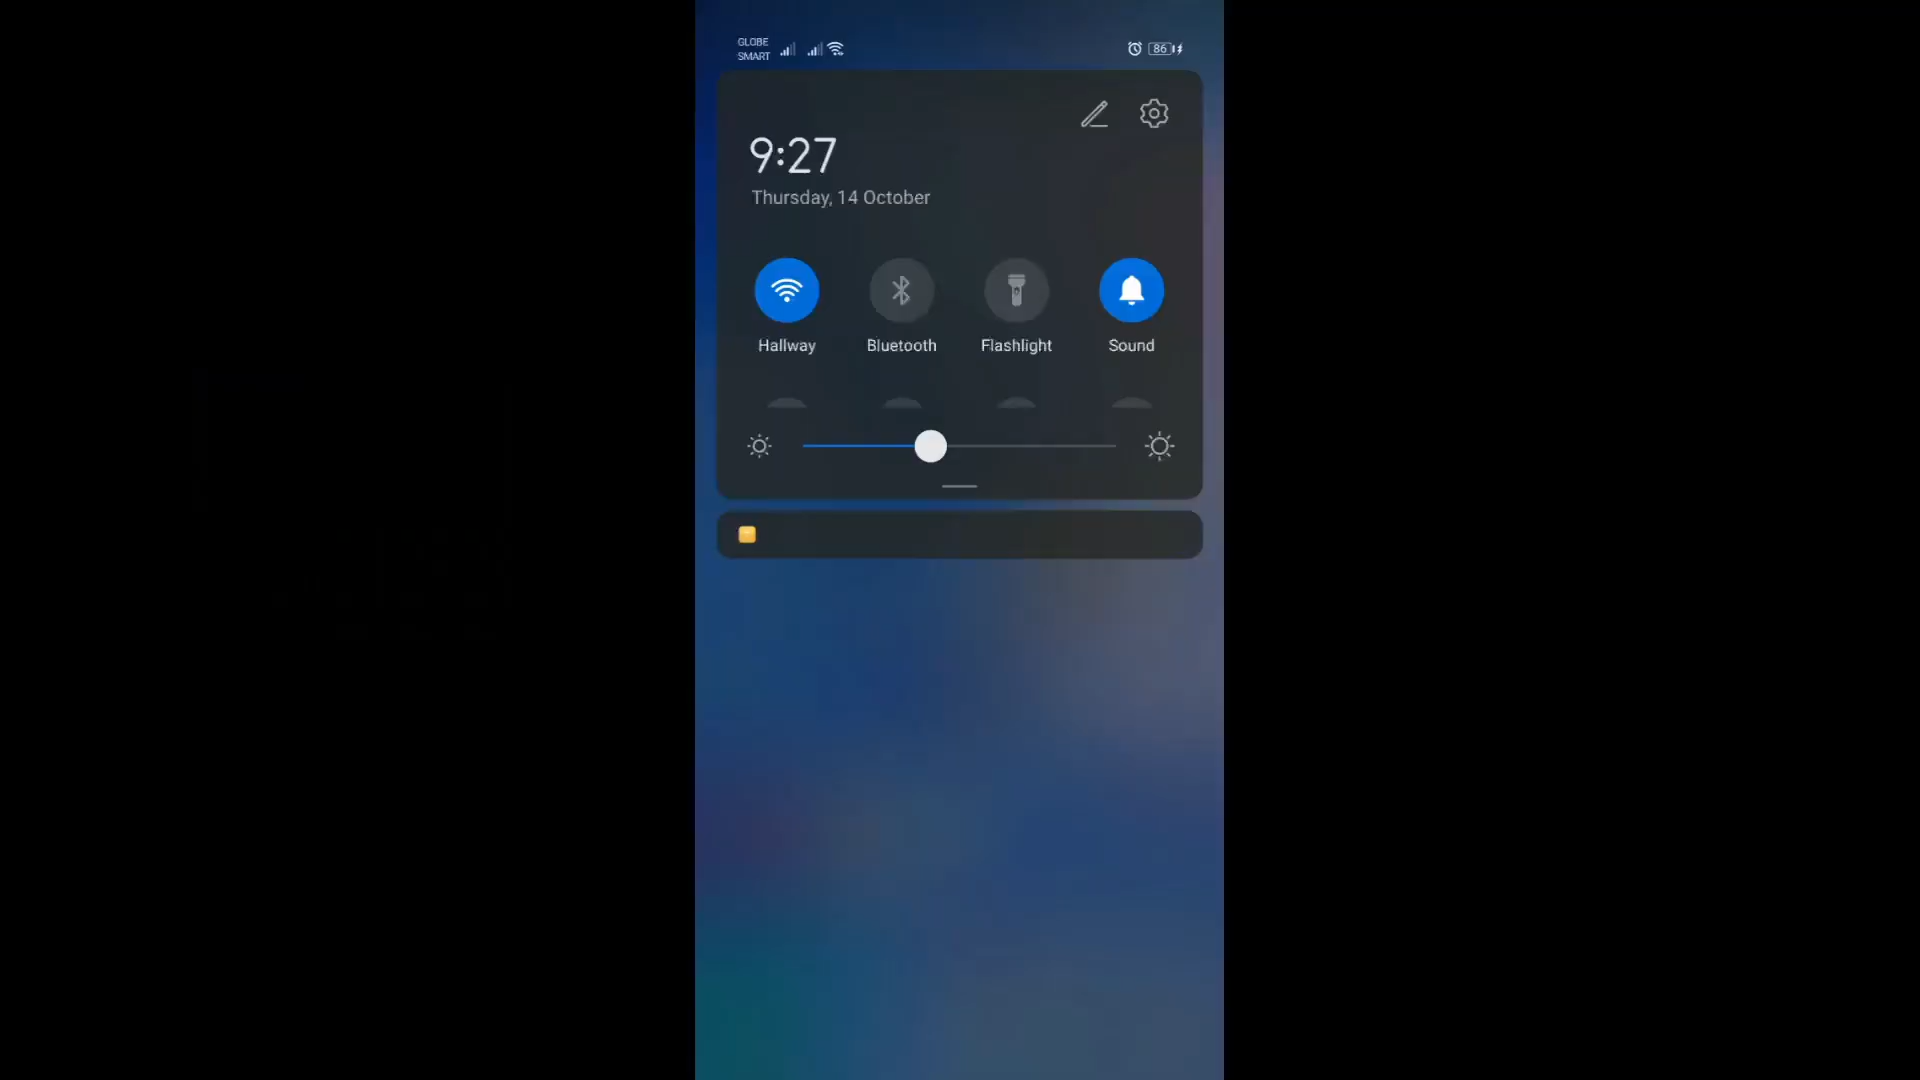 GLOBE
SMART
86
9:27
Thursday, 14 October
Hallway
Bluetooth
Flashlight
Sound